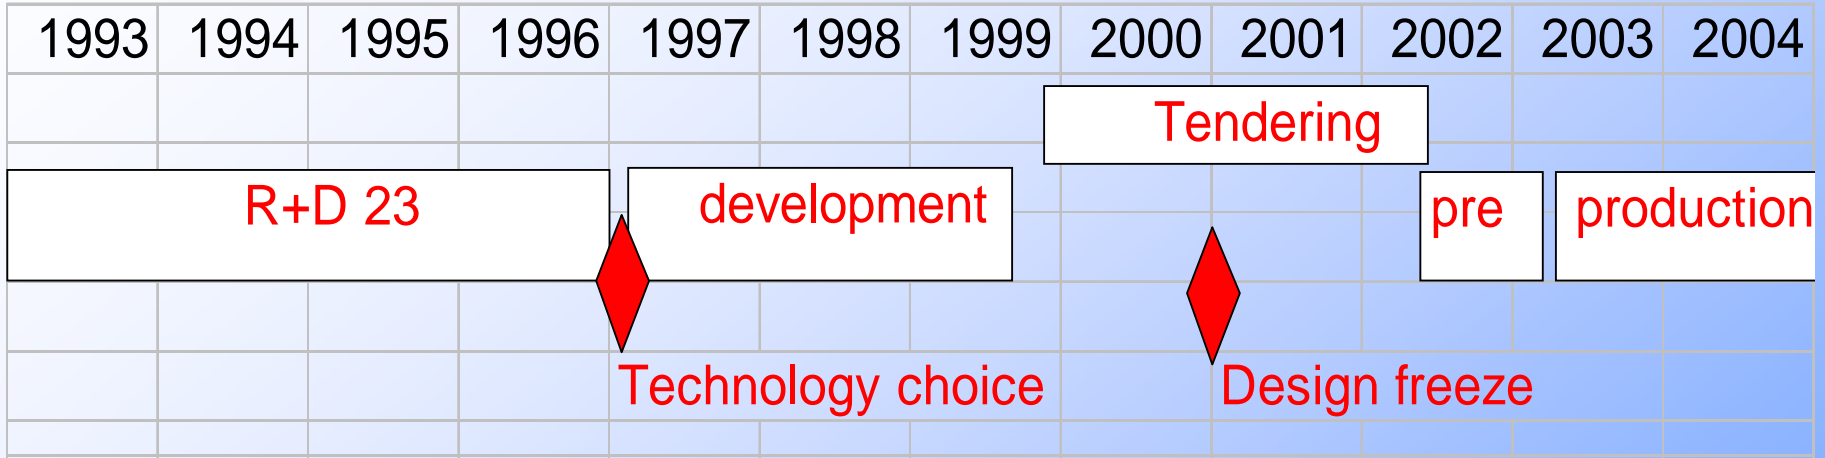 1993 1994 1995 1996 1997 1998 1999 2000 2001 2002 2003 2004
Tendering
R+D 23 development pre production
Technology choice Design freeze